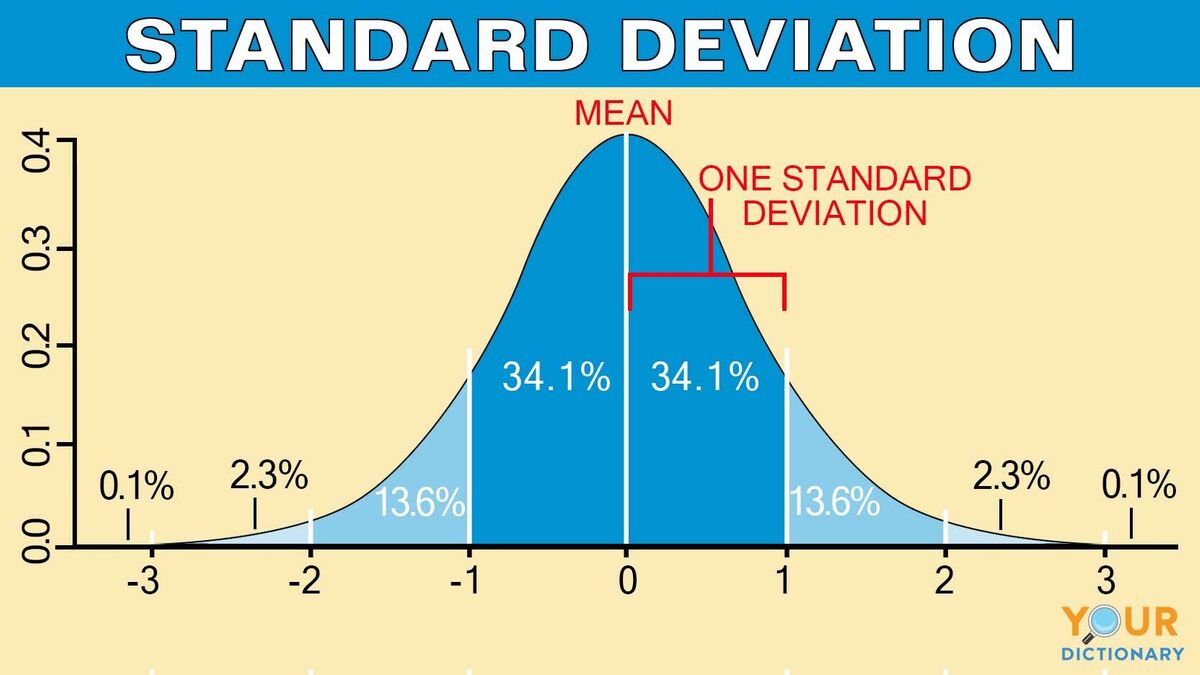 STANDARD DEVIATION
MEAN
ONE STANDARD
DEVIATION
0.4
0.3
0.2
0.1
0.0
34.1% 34.1%
0.1% 2.3% 13.6% 13.6% 2.3% 0.1%
-3 -2 -1 0 1 2 3
YOUR
DICTIONARY